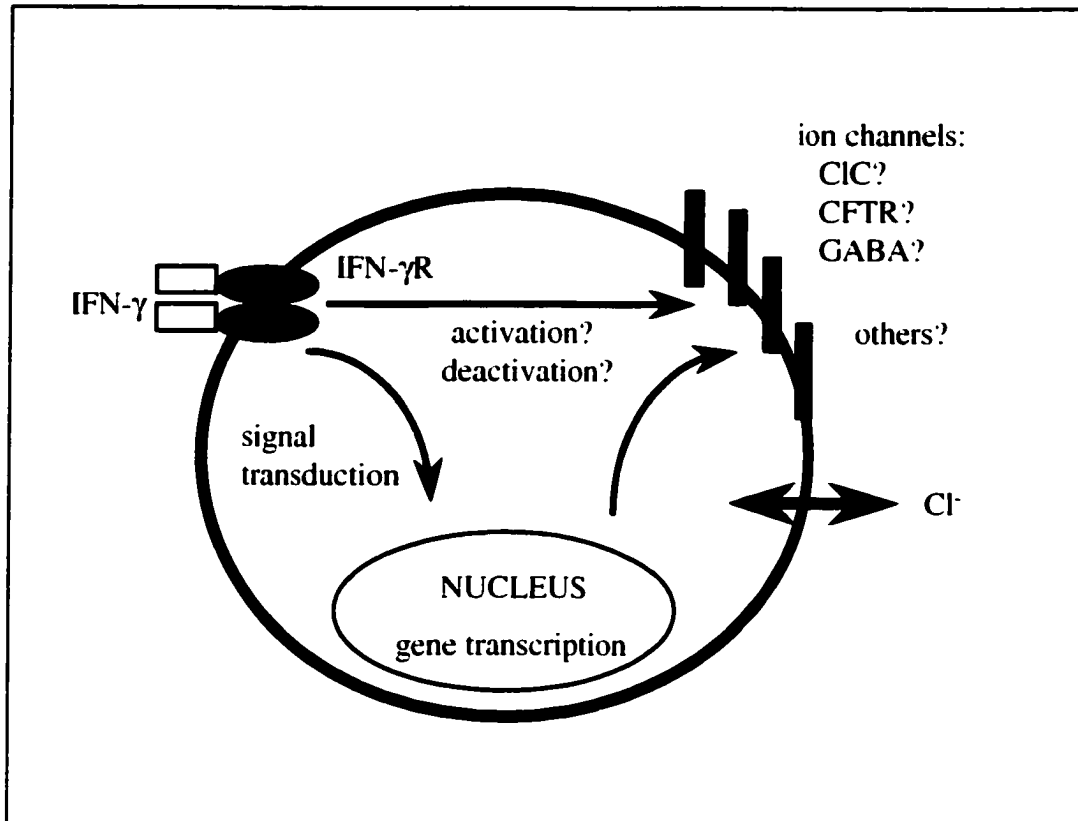 ion channels:
ClC?
CFTR?
GABA?
IFN-γR
IFN-γ
activation?
deactivation?
others?
signal
transduction
Cl-
NUCLEUS
gene transcription